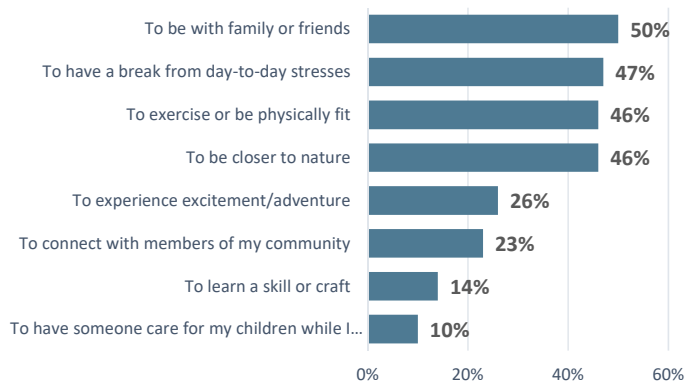 To be with family or friends 50%
To have a break from day-to-day stresses 47%
To exercise or be physically fit 46%
To be closer to nature 46%
To experience excitement/adventure 26%
To connect with members of my community 23%
To learn a skill or craft 14%
To have someone care for my children while I... 10%
0% 20% 40% 60%